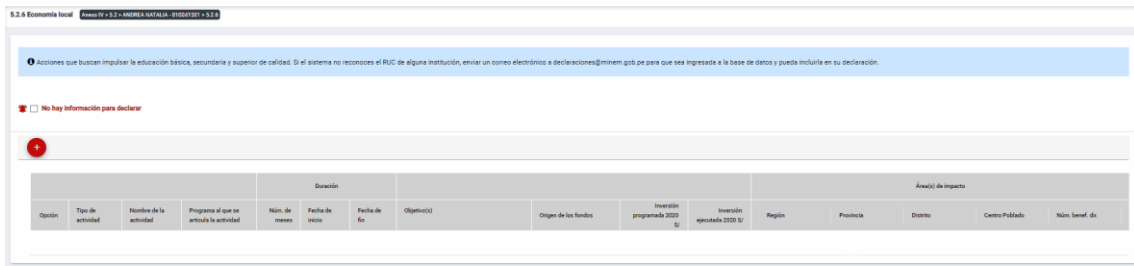 5.2.6 Economía local Anexo IV > 5.2 > ANDREA NATALIA - 010041501 > 5.2.6
Acciones que buscan impulsar la educación básica, secundaria y superior de calidad. Si el sistema no reconoces el RUC de alguna institución, enviar un correo electrónico a declaraciones@minem.gob.pe para que sea ingresada a la base de datos y pueda incluirla en su declaración.
No hay información para declarar
+
Duración Área(s) de impacto
Opción Tipo de actividad Nombre de la actividad Programa al que se articula la actividad Núm. de meses Fecha de inicio Fecha de fin Objetivo(s) Origen de los fondos Inversión programada 2020 S/ Inversión ejecutada 2020 S/ Región Provincia Distrito Centro Poblado Núm. benef. dir.